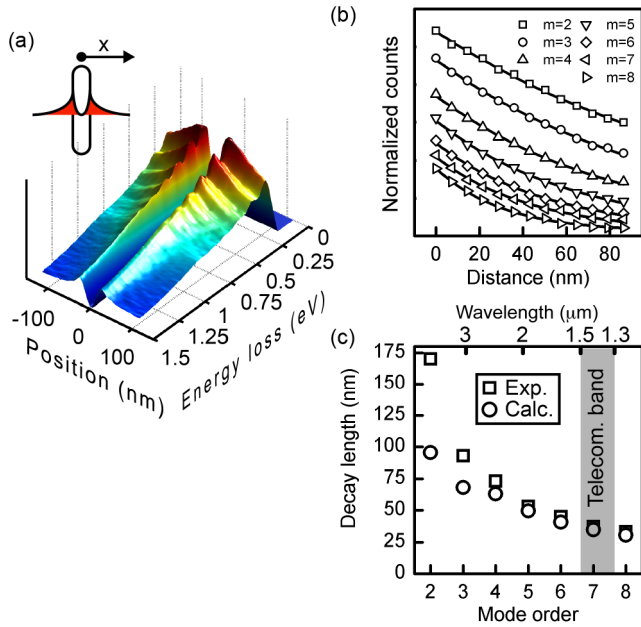 (a)
x
-100
0
100
Position (nm)
1.5
1.25
1
0.75
0.5
0.25
0
Energy loss (eV)
(b)
Normalized counts
m=2
m=3
m=4
m=5
m=6
m=7
m=8
0 20 40 60 80
Distance (nm)
Wavelength (μm)
(c)
3 2 1.5 1.3
175
150
125
100
75
50
25
0
Decay length (nm)
Exp.
Calc.
Telecom. band
2 3 4 5 6 7 8
Mode order